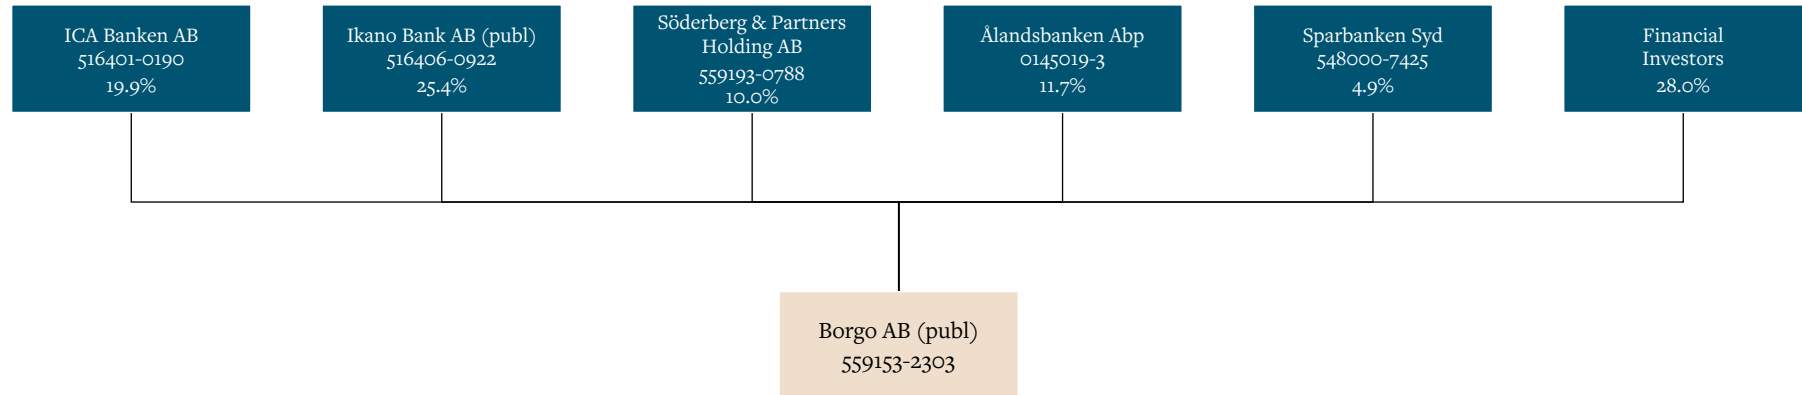 ICA Banken AB
516401-0190
19.9%
Ikano Bank AB (publ)
516406-0922
25.4%
Söderberg & Partners
Holding AB
559193-0788
10.0%
Ålandsbanken Abp
0145019-3
11.7%
Sparbanken Syd
548000-7425
4.9%
Financial
Investors
28.0%
Borgo AB (publ)
559153-2303